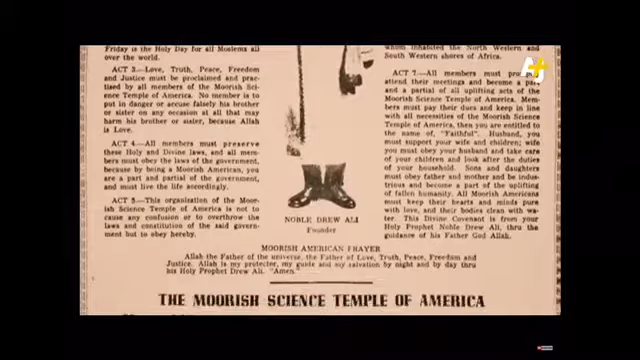 Friday is the Holy Day for all Moslems all
over the world.
ACT 3.—Love, Truth, Peace, Freedom
and Justice must be proclaimed and prac-
tised by all members of the Moorish Sci-
ence Temple of America. No member is to
put in danger or accuse falsely his brother
or sister on any occasion at all that may
harm his brother or sister, because Allah
is Love.
ACT 4.—All members must preserve
these Holy and Divine laws, and all mem-
bers must obey the laws of the government,
because by being a Moorish American, you
are a part and partial of the government,
and must live the life accordingly.
ACT 5.—This organization of the Moor-
ish Science Temple of America is not to
cause any confusion or to overthrow the
laws and constitution of the said govern-
ment but to obey hereby.
NOBLE DREW ALI
Founder
whom inhabited the North Western and
South Western shores of Africa.
ACT 7.—All members must
attend their meetings and become a part
and a partial of all uplifting acts of the
Moorish Science Temple of America. Mem-
bers must pay their dues and keep in line
with all necessities of the Moorish Science
Temple of America, then you are entitled to
the name of, "Faithful". Husband, you
must support your wife and children; wife
you must obey your husband and take care
of your children and look after the duties
of your household. Sons and daughters
must obey father and mother and be indus-
trious and become a part of the uplifting
of fallen humanity. All Moorish Americans
must keep their hearts and minds pure
with love, and their bodies clean with wa-
ter. This Divine Covenant is from your
Holy Prophet Noble Drew Ali, thru the
guidance of his Father God Allah.
MOORISH AMERICAN PRAYER
Allah the Father of the universe, the Father of Love, Truth, Peace, Freedom and
Justice. Allah is my protector, my guide and my salvation by night and by day thru
his Holy Prophet Drew Ali. "Amen."
THE MOORISH SCIENCE TEMPLE OF AMERICA